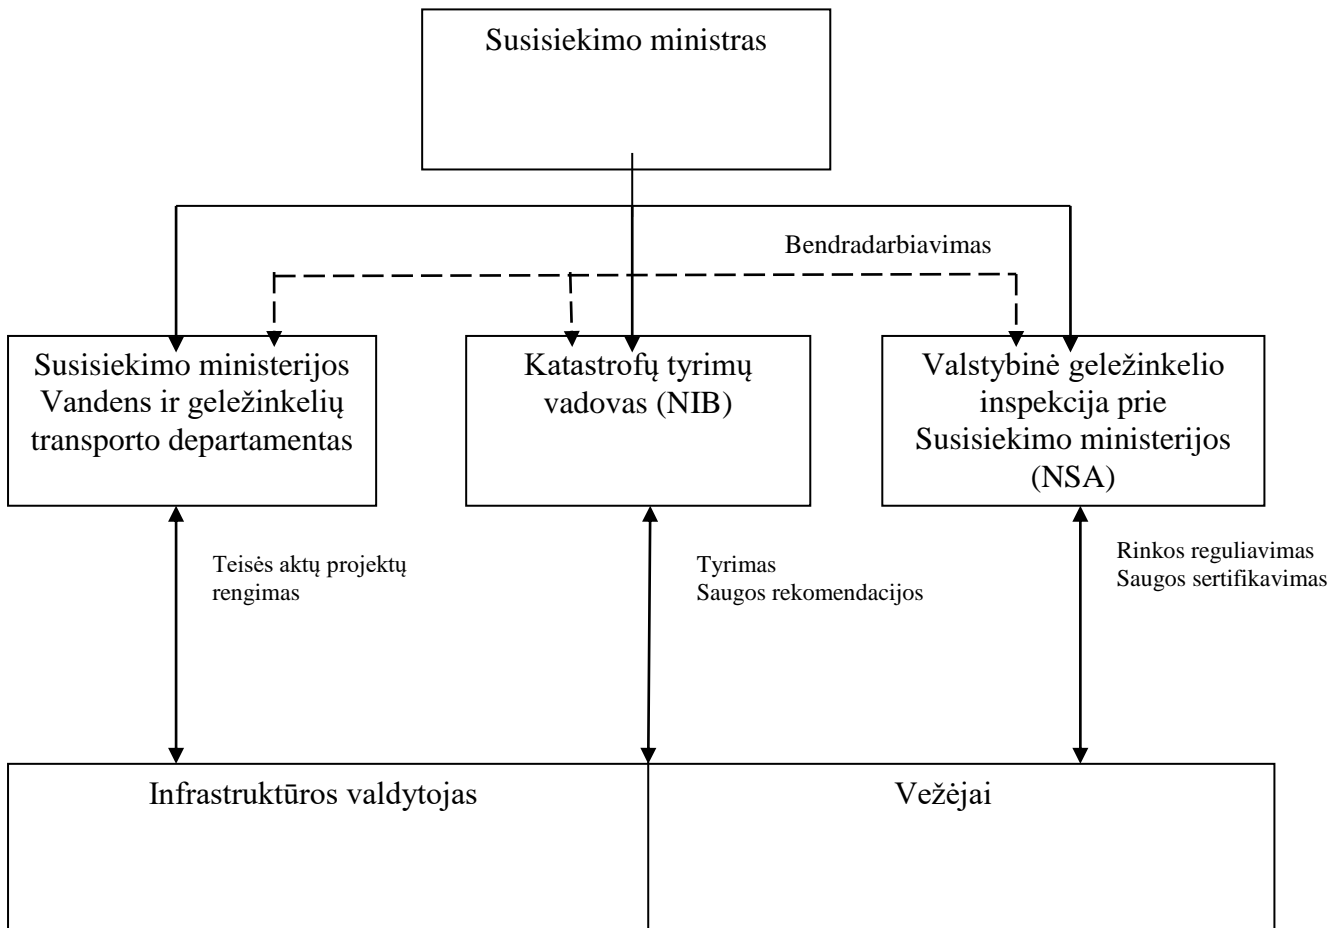 Susisiekimo ministras
Bendradarbiavimas
Susisiekimo ministerijos
Vandens ir geležinkelių
transporto departamentas
Katastrofų tyrimų
vadovas (NIB)
Valstybinė geležinkelio
inspekcija prie
Susisiekimo ministerijos
(NSA)
Teisės aktų projektų
rengimas
Tyrimas
Saugos rekomendacijos
Rinkos reguliavimas
Saugos sertifikavimas
Infrastruktūros valdytojas
Vežėjai